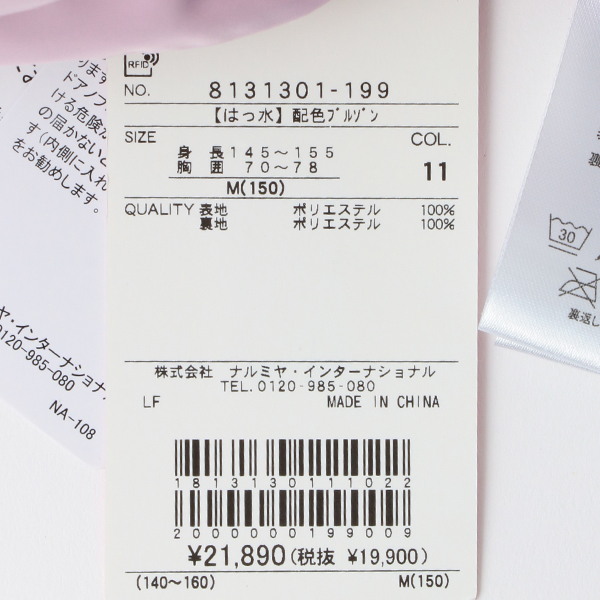 RFID
NO. 8131301-199
【はっ水】配色ブルゾン
SIZE
COL.
身長 145～155
胸囲 70～78
11
M(150)
QUALITY 表地 ポリエステル 100%
裏地 ポリエステル 100%
株式会社 ナルミヤ・インターナショナル
TEL.0120-985-080
LF MADE IN CHINA
1813130111022
2000000199009
¥21,890(税抜 ¥19,900)
(140～160) M(150)
ドアノブ
ける危険が
の届かない
す(内側に入れ
をお勧めします。
ヤ・インターナショナル
0120-985-080
NA-108
30
裏返し